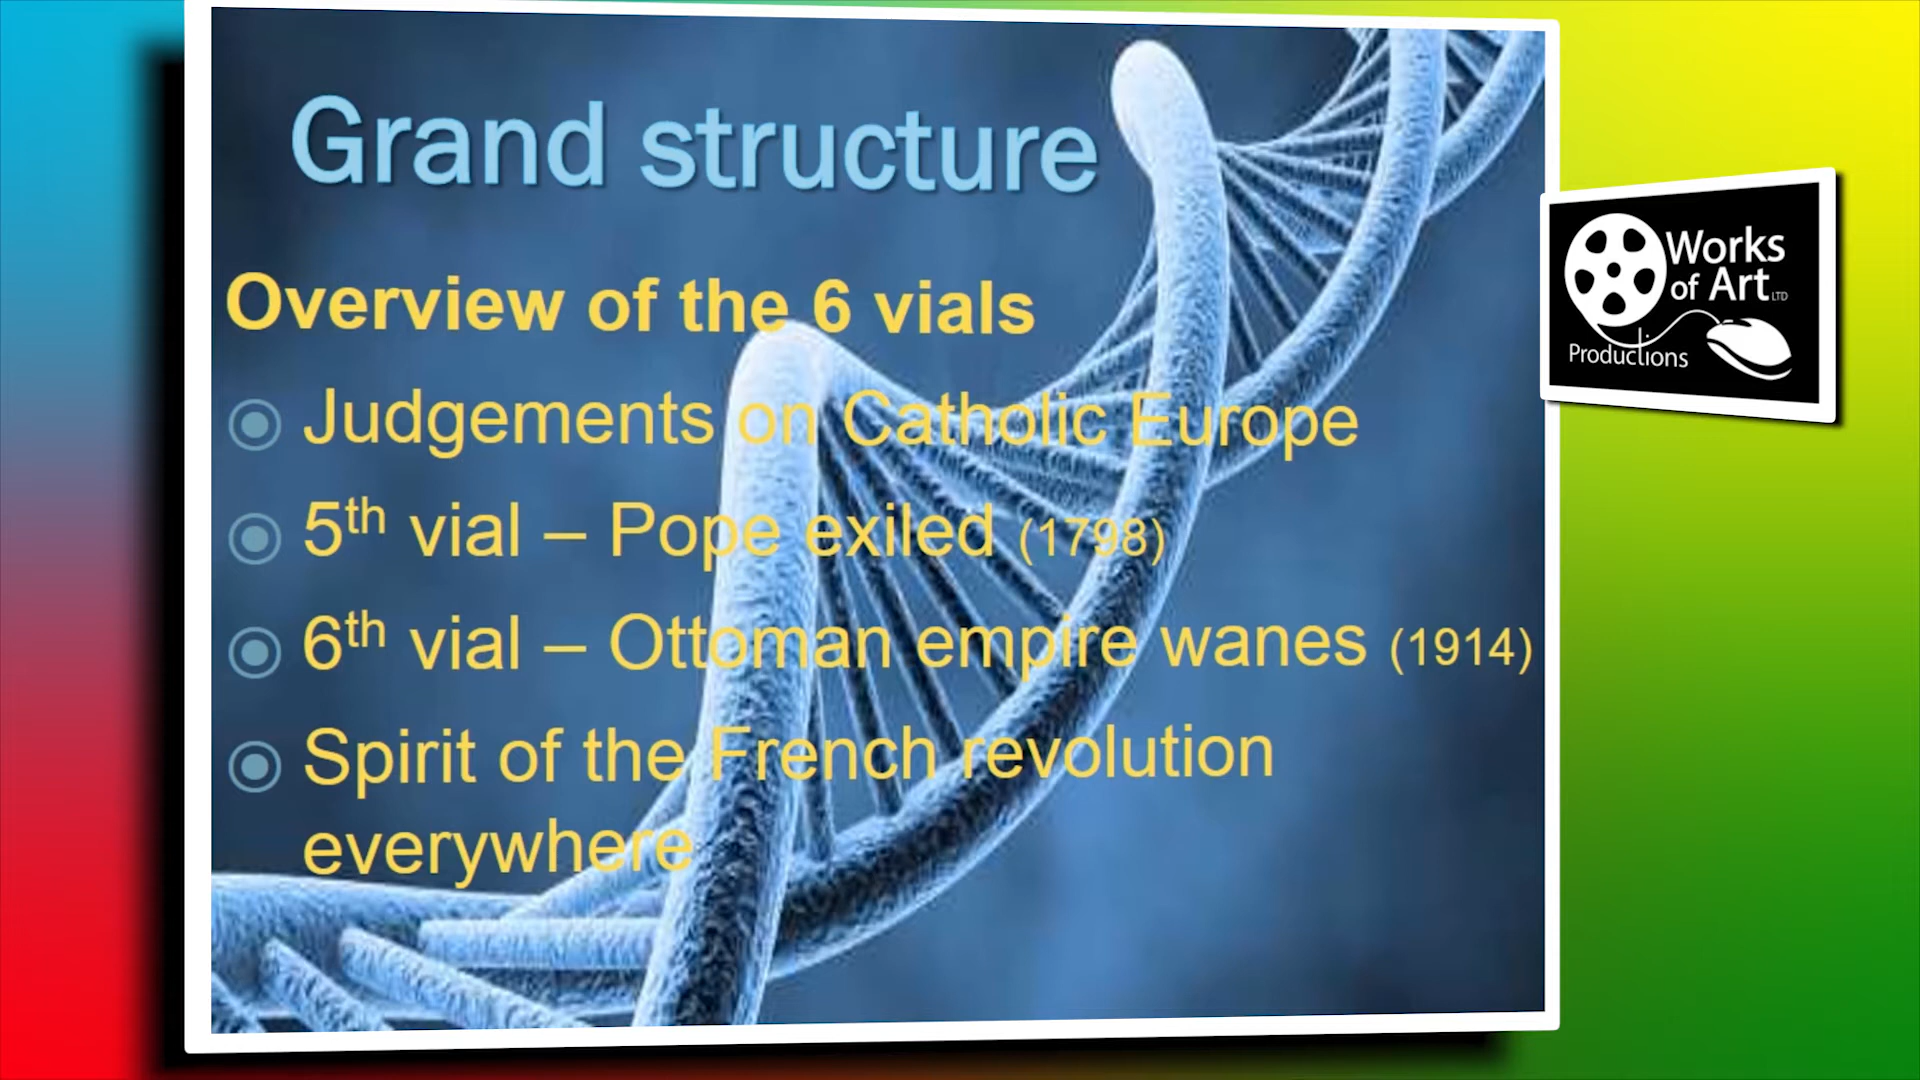 Grand structure
Overview of the 6 vials
Judgements on Catholic Europe
5th vial – Pope exiled (1798)
6th vial – Ottoman empire wanes (1914)
Spirit of the French revolution
everywhere
Works
of Art LTD
Productions